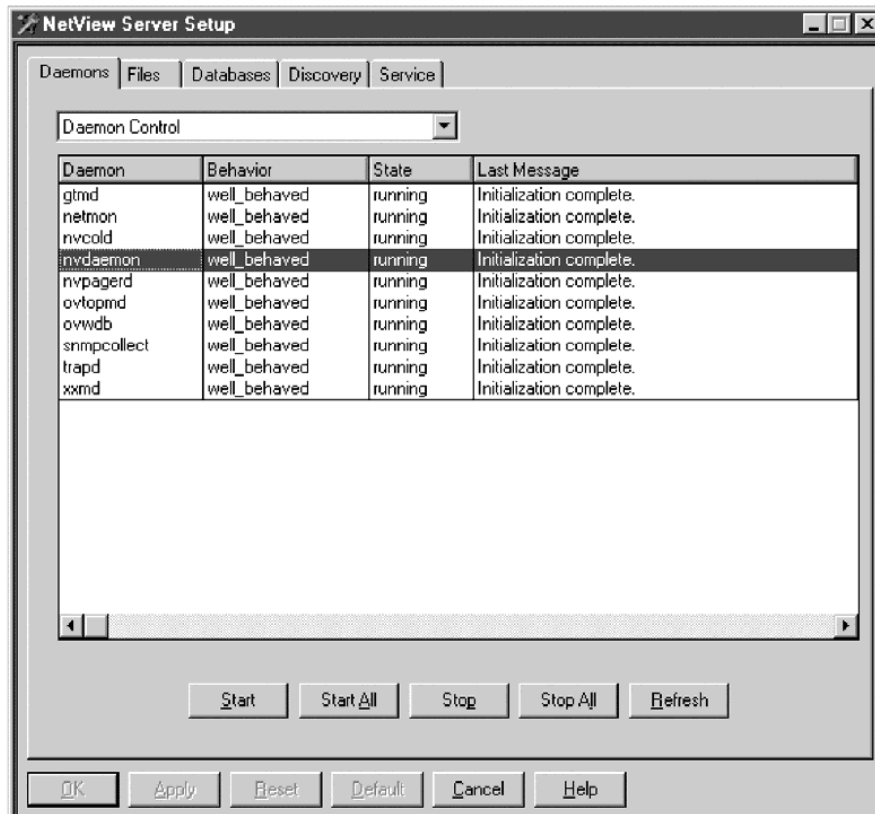 NetView Server Setup
Daemons Files Databases Discovery Service
Daemon Control
Daemon Behavior State Last Message
gtmd well_behaved running Initialization complete.
netmon well_behaved running Initialization complete.
nvcold well_behaved running Initialization complete.
nvdaemon well_behaved running Initialization complete.
nvpagerd well_behaved running Initialization complete.
ovtopmd well_behaved running Initialization complete.
ovwdb well_behaved running Initialization complete.
snmpcollect well_behaved running Initialization complete.
trapd well_behaved running Initialization complete.
xxmd well_behaved running Initialization complete.
Start Start All Stop Stop All Refresh
OK Apply Reset Default Cancel Help